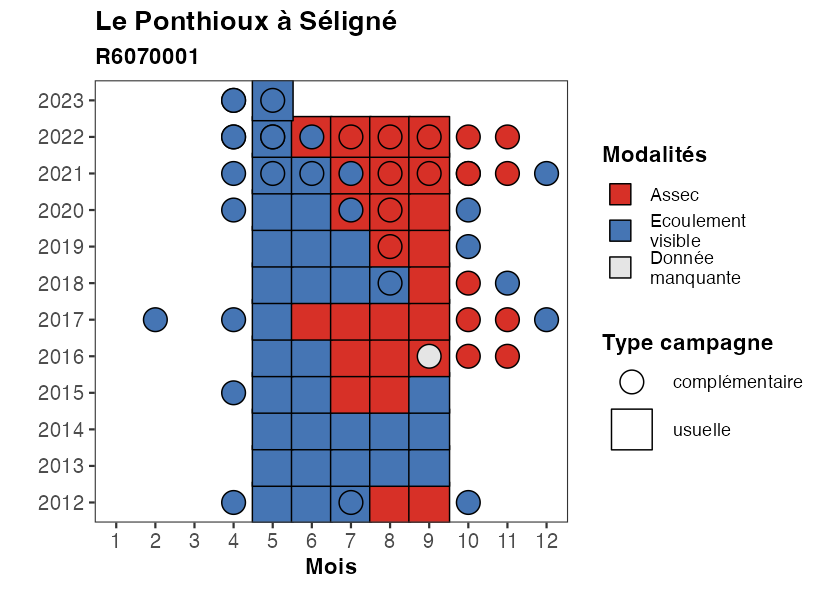 Le Ponthioux à Séligné
R6070001
2023
2022
2021
2020
2019
2018
2017
2016
2015
2014
2013
2012
1 2 3 4 5 6 7 8 9 10 11 12
Mois
Modalités
Assec
Ecoulement
visible
Donnée
manquante
Type campagne
complémentaire
usuelle